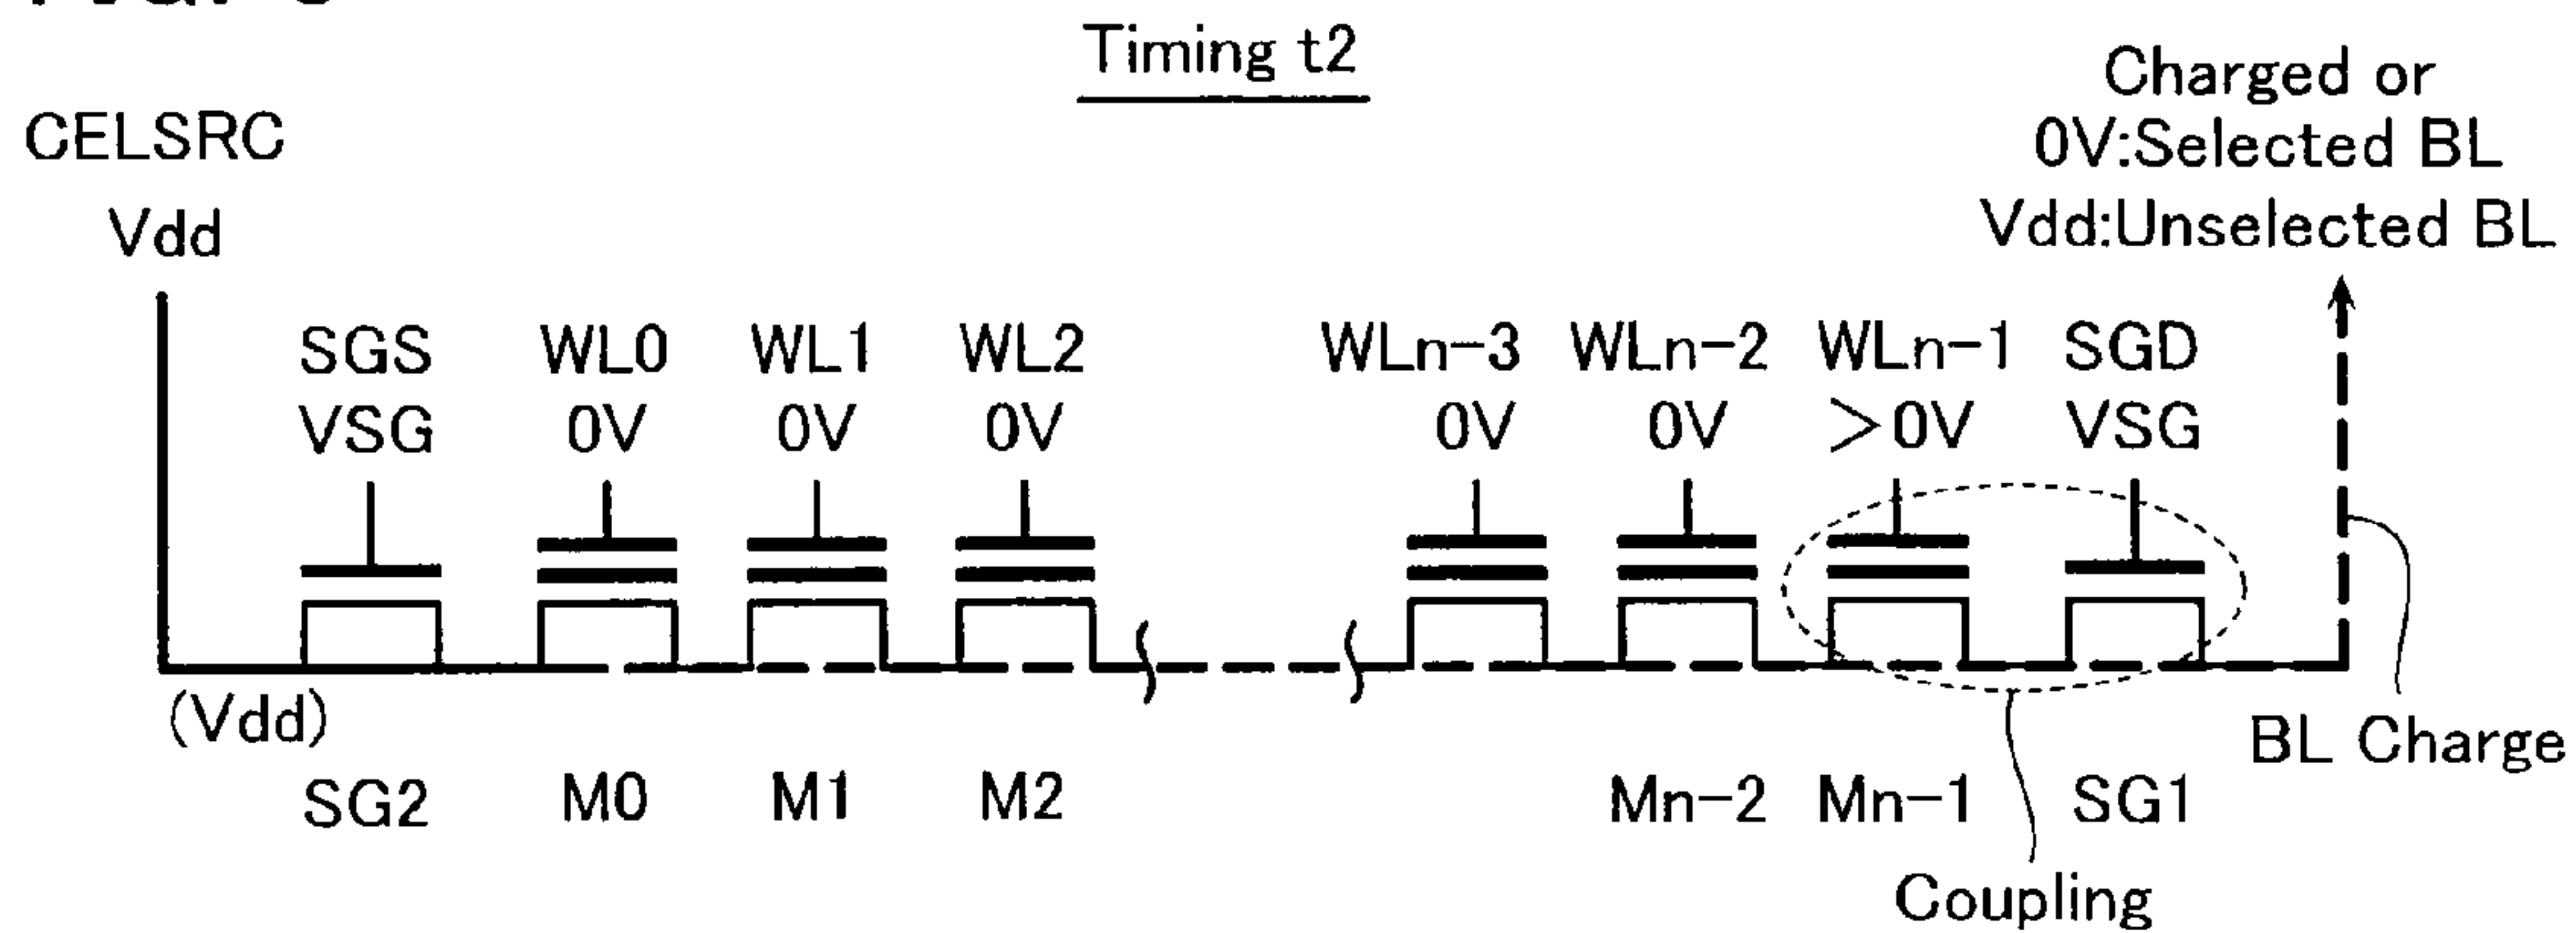 Timing t2
Charged or
0V:Selected BL
Vdd:Unselected BL
CELSRC
Vdd
SGS WL0 WL1 WL2 WLn-3 WLn-2 WLn-1 SGD
VSG 0V 0V 0V 0V 0V >0V VSG
(Vdd)
BL Charge
SG2 M0 M1 M2 Mn-2 Mn-1 SG1
Coupling